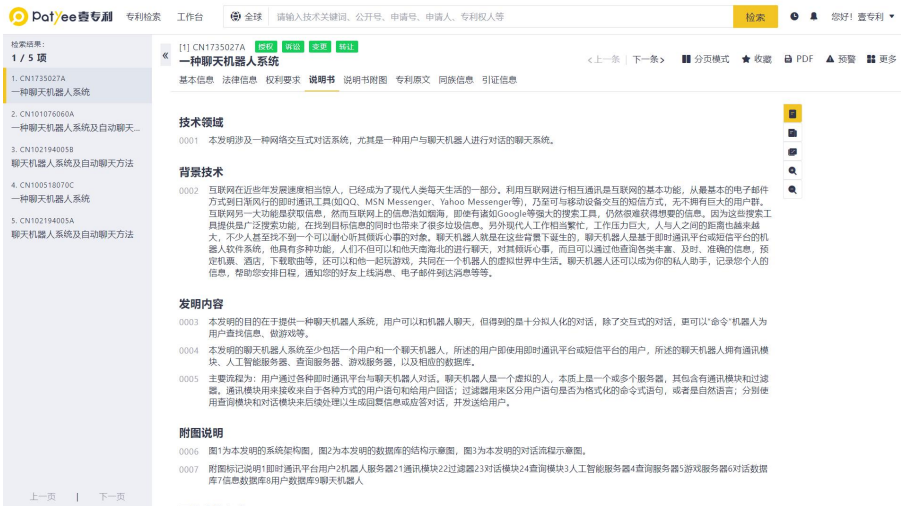 Patyee壹专利 专利检索 工作台 全球 请输入技术关键词、公开号、申请号、申请人、专利权人等 检索 您好！壹专利
检索结果:
1 / 5 项
1. CN1735027A
一种聊天机器人系统
2. CN101076060A
一种聊天机器人系统及自动聊天...
3. CN102194005B
聊天机器人系统及自动聊天方法
4. CN100518070C
一种聊天机器人系统
5. CN102194005A
聊天机器人系统及自动聊天方法
上一页 | 下一页
[1] CN1735027A 授权 诉讼 变更 转让
一种聊天机器人系统
<上一条 下一条> 分页模式 收藏 PDF 预警 更多
基本信息 法律信息 权利要求 说明书 说明书附图 专利原文 同族信息 引证信息
技术领域
0001 本发明涉及一种网络交互式对话系统，尤其是一种用户与聊天机器人进行对话的聊天系统。
背景技术
0002 互联网在近些年发展速度相当惊人，已经成为了现代人类每天生活的一部分。利用互联网进行相互通讯是互联网的基本功能，从最基本的电子邮件
方式到日渐风行的即时通讯工具(如QQ、MSN Messenger、Yahoo Messenger等)，乃至可与移动设备交互的短信方式，无不拥有巨大的用户群。
互联网另一大功能是获取信息，然而互联网上的信息浩如烟海，即便有诸如Google等强大的搜索工具，仍然很难获得想要的信息。因为这些搜索工
具提供是广泛搜索功能，在找到目标信息的同时也带来了很多垃圾信息。另外现代人工作相当繁忙，工作压力巨大，人与人之间的距离也越来越
大，不少人甚至找不到一个可以耐心听其倾诉心事的对象。聊天机器人就是在这些背景下诞生的，聊天机器人是基于即时通讯平台或短信平台的机
器人软件系统，他具有多种功能，人们不但可以和他天南海北的进行聊天，对其倾诉心事，而且可以通过他查询各类丰富、及时、准确的信息，预
定机票、酒店，下载歌曲等，还可以和他一起玩游戏，共同在一个机器人的虚拟世界中生活。聊天机器人还可以成为你的私人助手，记录您个人的
信息，帮助您安排日程，通知您的好友上线消息、电子邮件到达消息等等。
发明内容
0003 本发明的目的在于提供一种聊天机器人系统，用户可以和机器人聊天，但得到的是十分拟人化的对话，除了交互式的对话，更可以"命令"机器人为
用户查找信息、做游戏等。
0004 本发明的聊天机器人系统至少包括一个用户和一个聊天机器人，所述的用户即使用即时通讯平台或短信平台的用户，所述的聊天机器人拥有通讯模
块、人工智能服务器、查询服务器、游戏服务器，以及相应的数据库。
0005 主要流程为：用户通过各种即时通讯平台与聊天机器人对话。聊天机器人是一个虚拟的人，本质上是一个或多个服务器，其包含有通讯模块和过滤
器。通讯模块用来接收来自于各种方式的用户语句和给用户回话；过滤器用来区分用户语句是否为格式化的命令式语句，或者是自然语言；分别使
用查询模块和对话模块来后续处理以生成回复信息或应答对话，并发送给用户。
附图说明
0006 图1为本发明的系统架构图，图2为本发明的数据库的结构示意图，图3为本发明的对话流程示意图。
0007 附图标记说明1即时通讯平台用户2机器人服务器21通讯模块22过滤器23对话模块24查询模块3人工智能服务器4查询服务器5游戏服务器6对话数据
库7信息数据库8用户数据库9聊天机器人